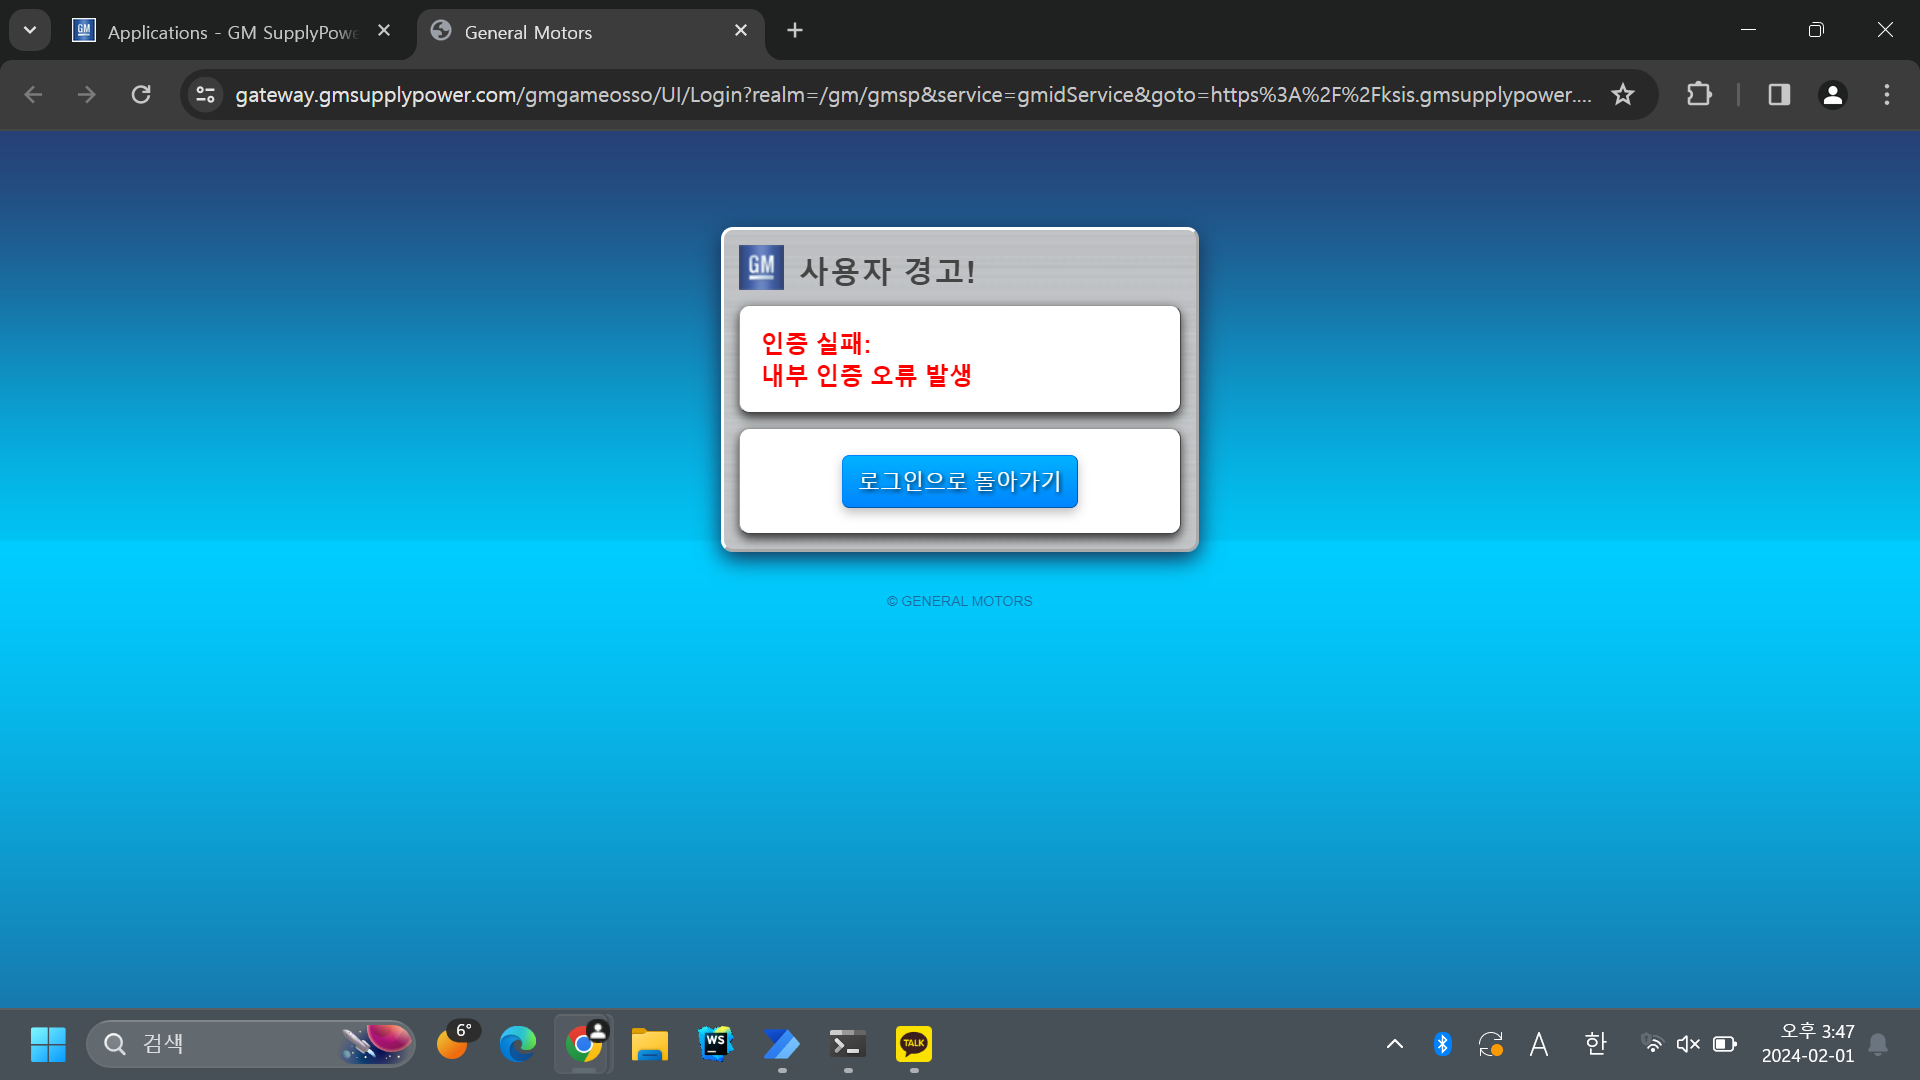 Applications - GM SupplyPow
General Motors
gateway.gmsupplypower.com/gmgameosso/UI/Login?realm=/gm/gmsp&service=gmidService&goto=https%3A%2F%2Fksis.gmsupplypower....
GM 사용자 경고!
인증 실패:
내부 인증 오류 발생
로그인으로 돌아가기
© GENERAL MOTORS
검색
6°
WS
TALK
A
한
오후 3:47
2024-02-01